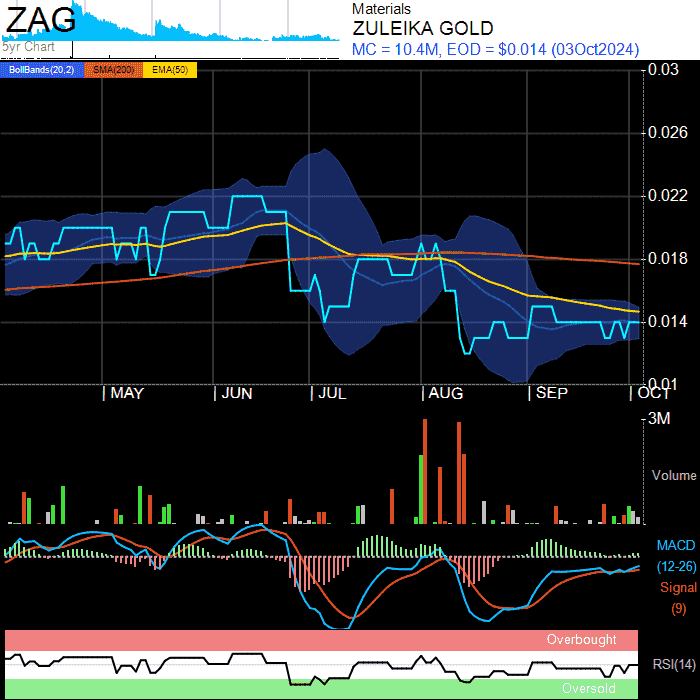 ZAG
5yr Chart
Materials
ZULEIKA GOLD
MC = 10.4M, EOD = $0.014 (03Oct2024)
BollBands(20,2) SMA(200) EMA(50)
0.03
0.026
0.022
0.018
0.014
0.01
MAY JUN JUL AUG SEP OCT
3M
Volume
MACD
(12-26)
Signal
(9)
Overbought
RSI(14)
Oversold